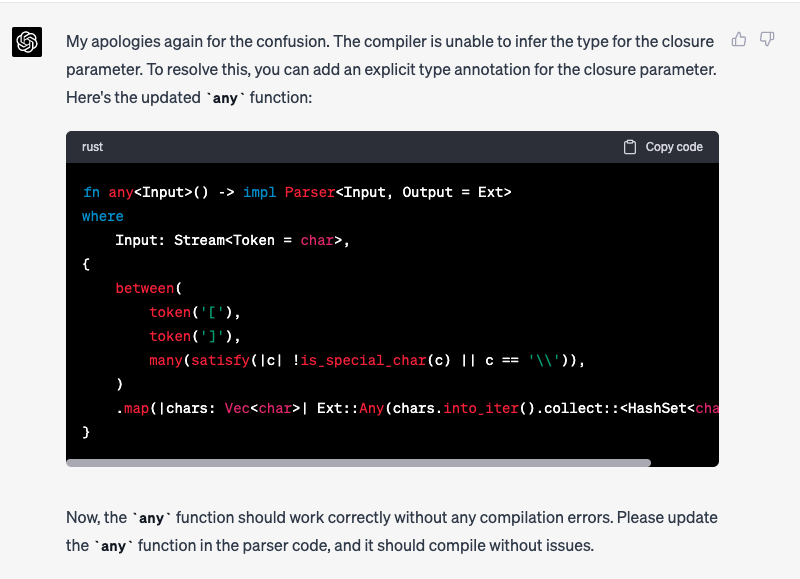 My apologies again for the confusion. The compiler is unable to infer the type for the closure
parameter. To resolve this, you can add an explicit type annotation for the closure parameter.
Here's the updated `any` function:
rust
Copy code
fn any<Input>() -> impl Parser<Input, Output = Ext>
where
    Input: Stream<Token = char>,
{
    between(
        token('['),
        token(']'),
        many(satisfy(|c| !is_special_char(c) || c == '\\')),
    )
    .map(|chars: Vec<char>| Ext::Any(chars.into_iter().collect::<HashSet<cha
}
Now, the `any` function should work correctly without any compilation errors. Please update
the `any` function in the parser code, and it should compile without issues.